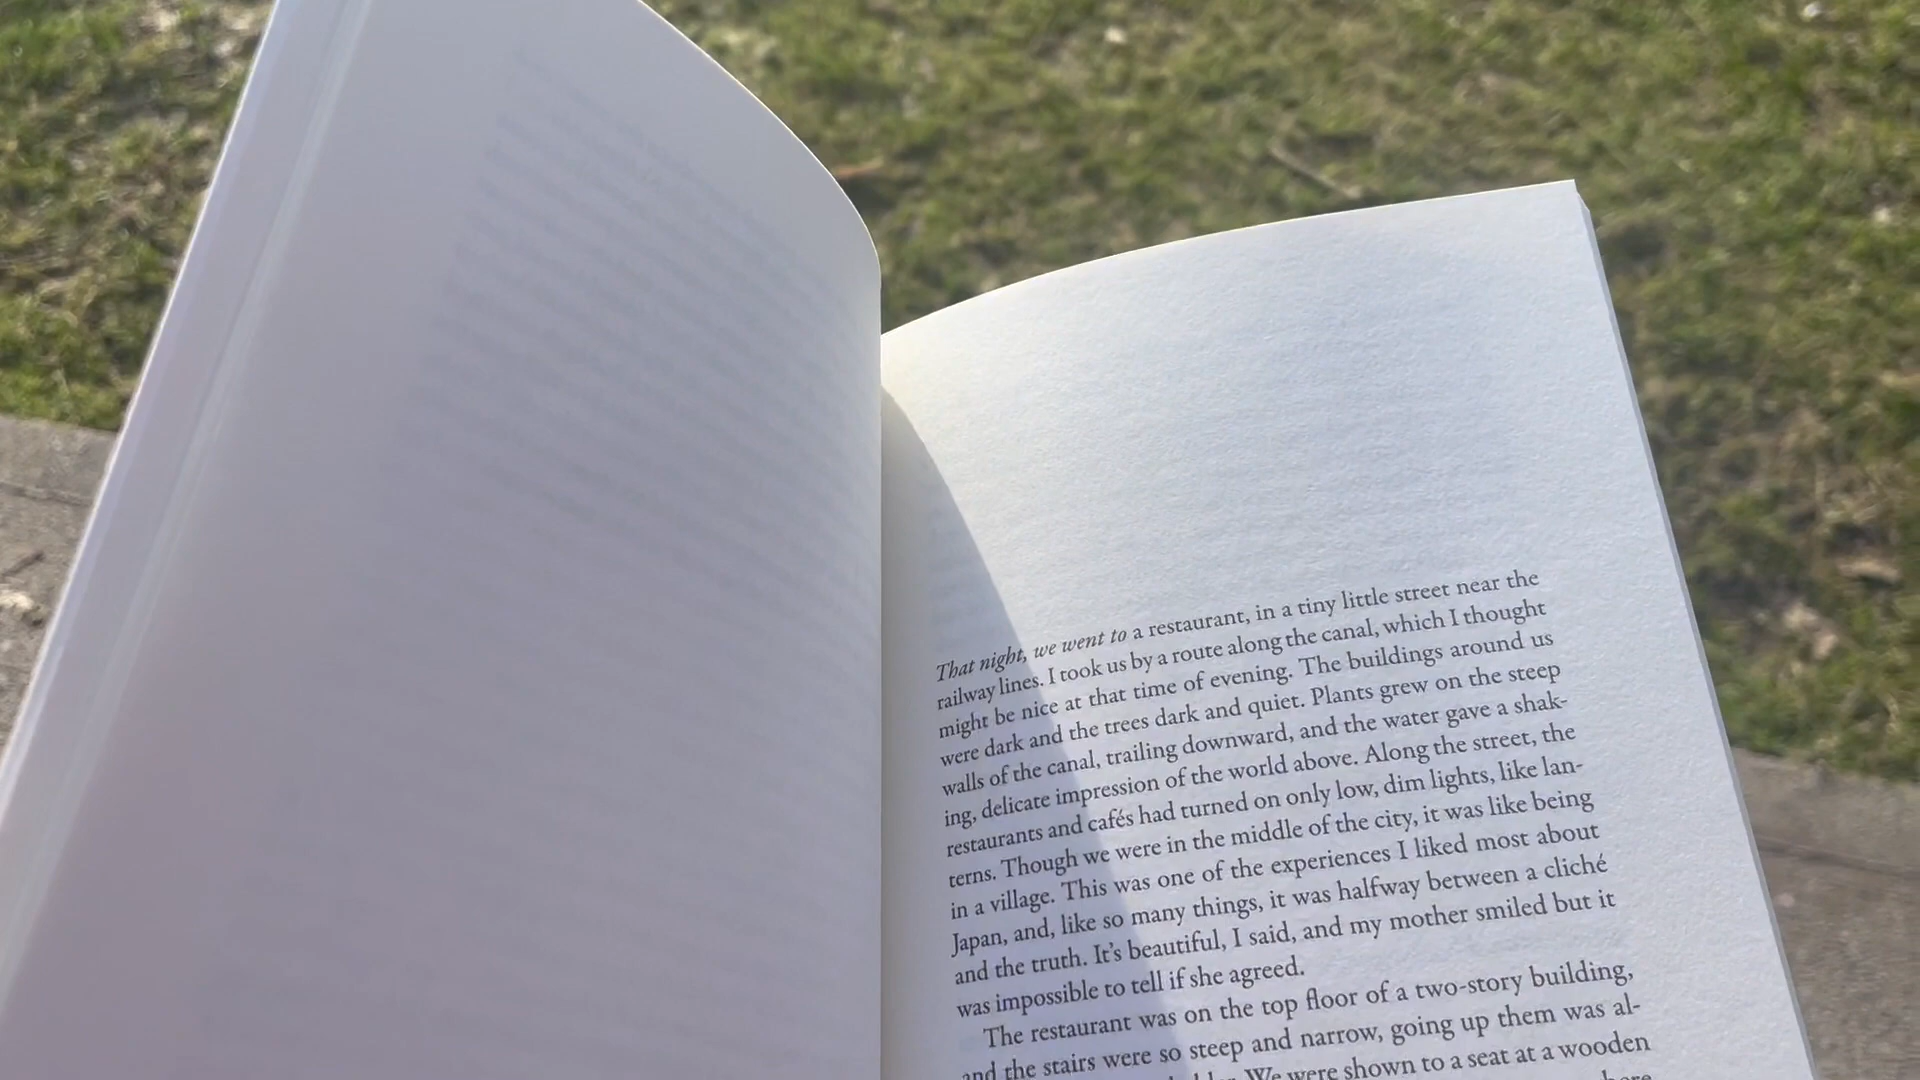 That night, we went to a restaurant, in a tiny little street near the
railway lines. I took us by a route along the canal, which I thought
might be nice at that time of evening. The buildings around us
were dark and the trees dark and quiet. Plants grew on the steep
walls of the canal, trailing downward, and the water gave a shak-
ing, delicate impression of the world above. Along the street, the
restaurants and cafés had turned on only low, dim lights, like lan-
terns. Though we were in the middle of the city, it was like being
in a village. This was one of the experiences I liked most about
Japan, and, like so many things, it was halfway between a cliché
and the truth. It’s beautiful, I said, and my mother smiled but it
was impossible to tell if she agreed.
The restaurant was on the top floor of a two-story building,
and the stairs were so steep and narrow, going up them was al-
We were shown to a seat at a wooden